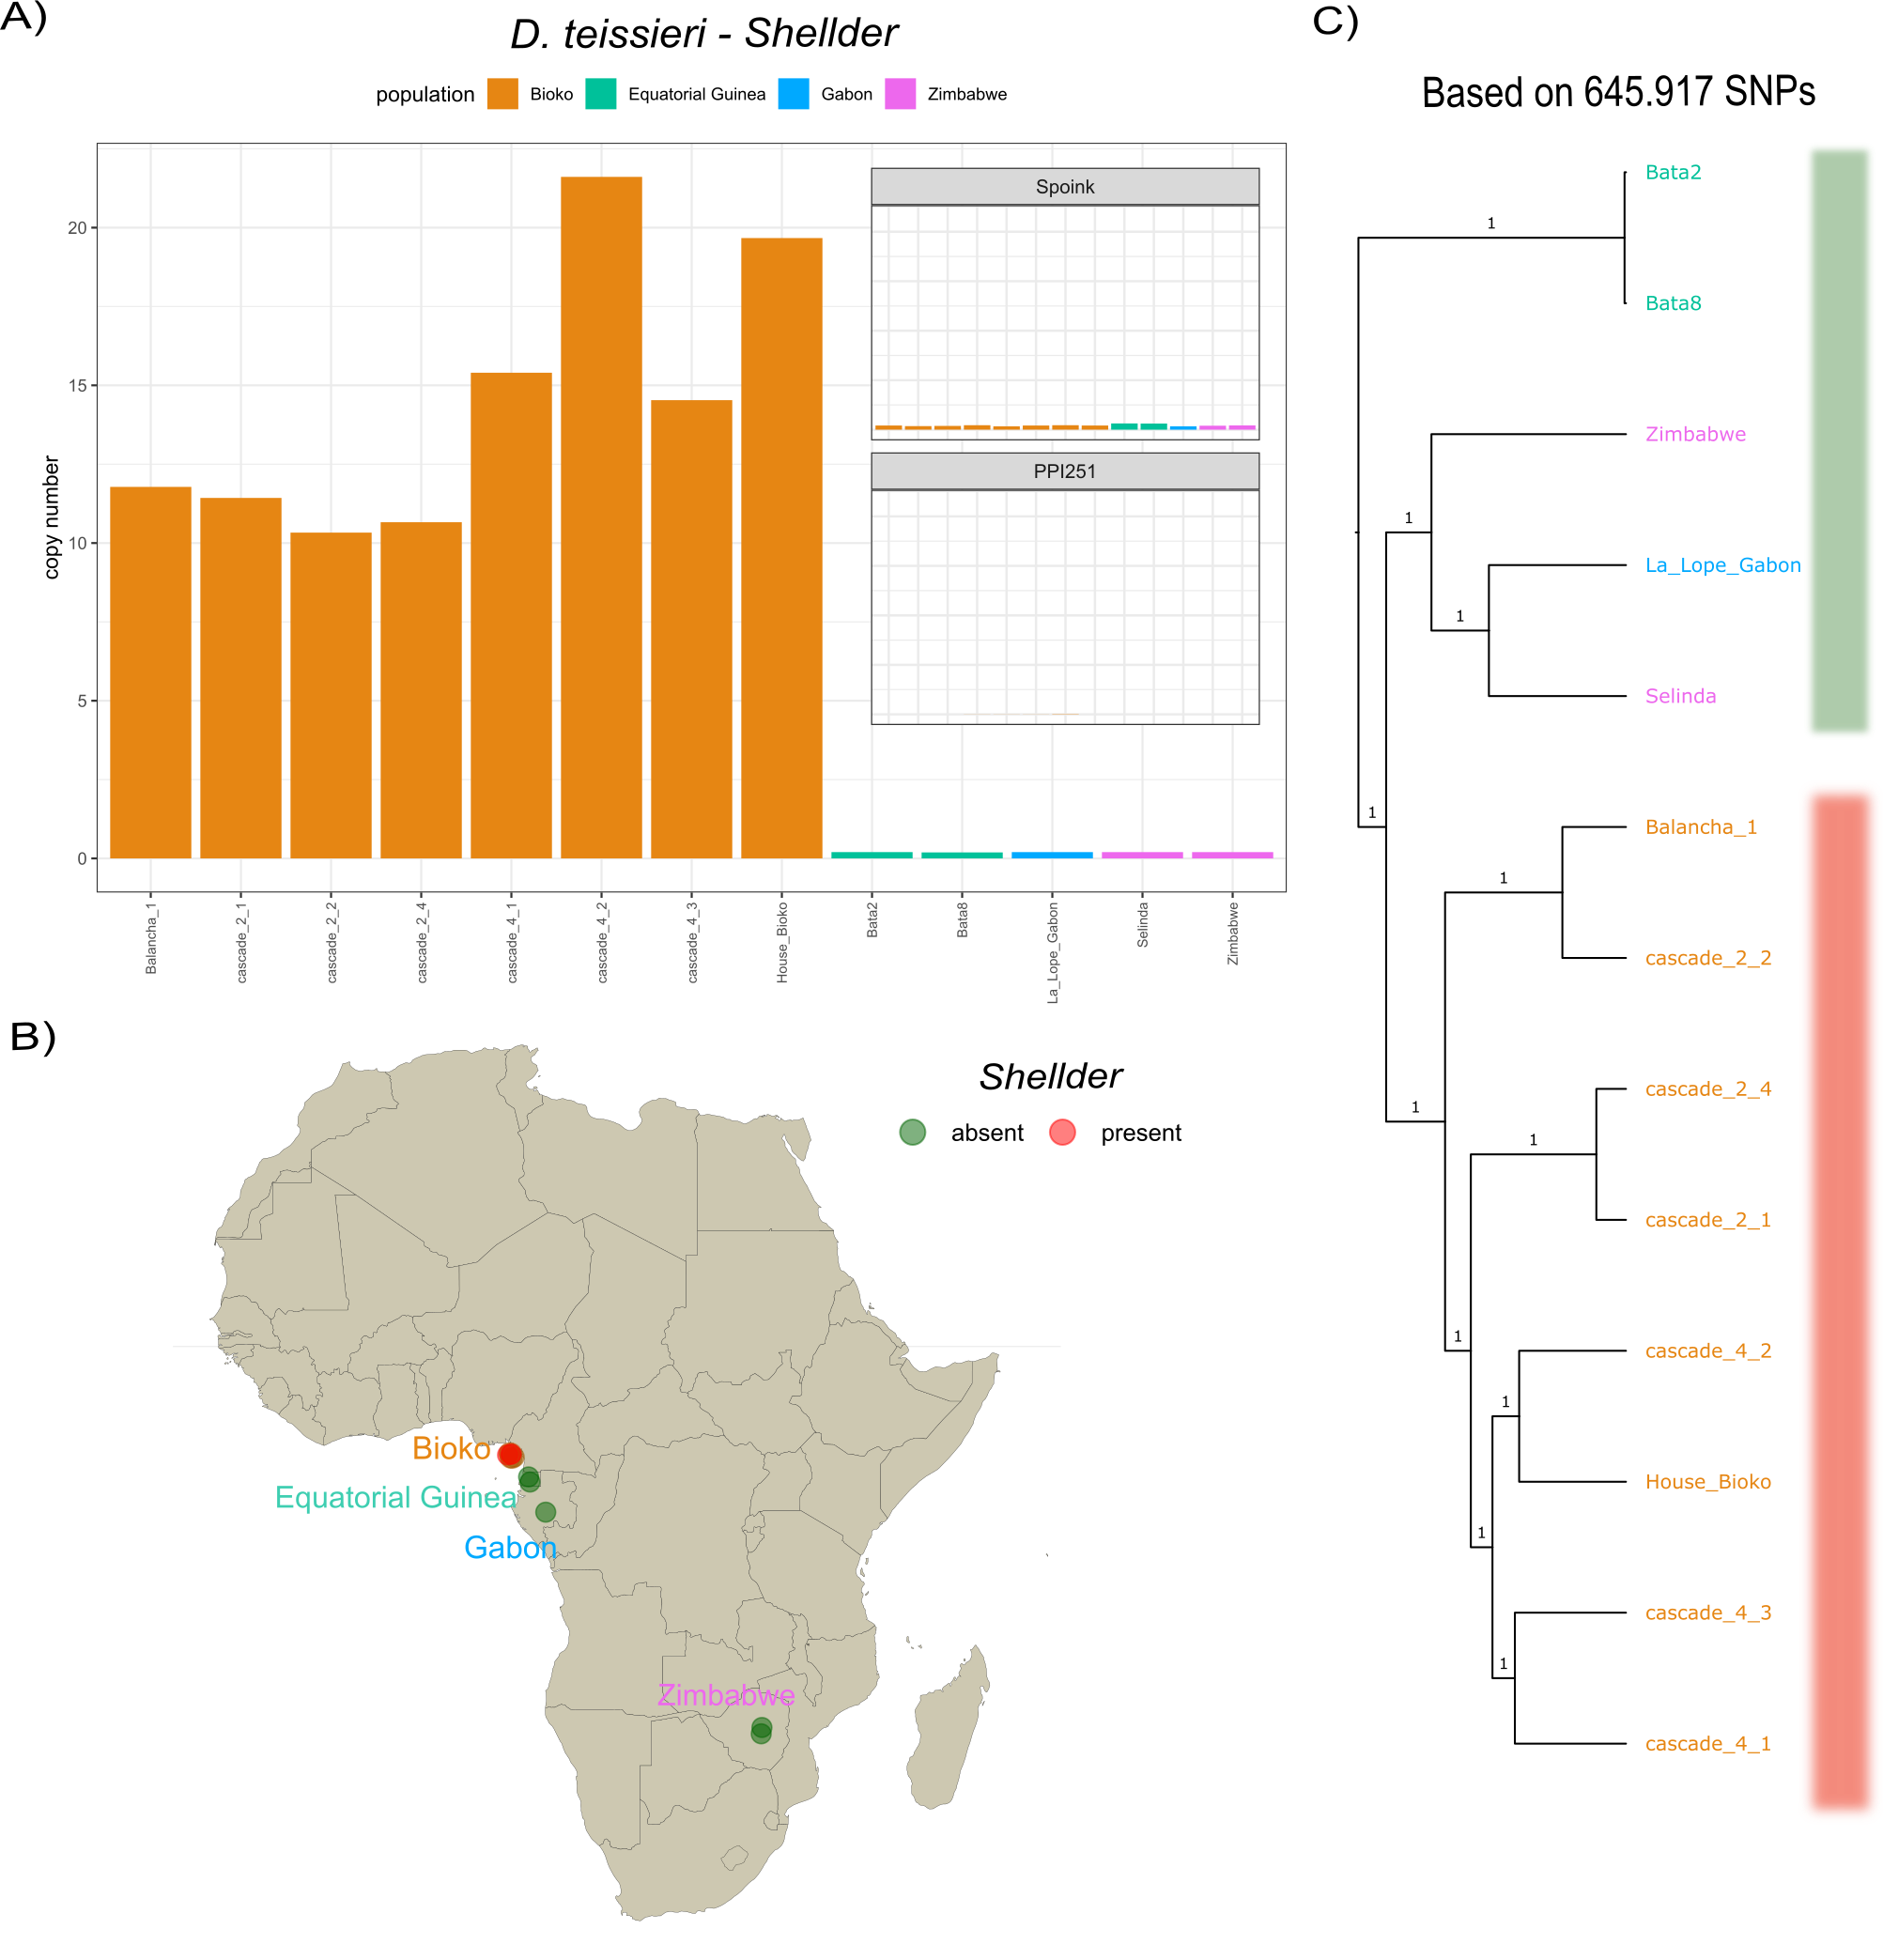 A)
D. teissieri - Shellder
population Bioko Equatorial Guinea Gabon Zimbabwe
copy number
20
15
10
5
0
Spoink
PPI251
Balancha_1
cascade_2_1
cascade_2_2
cascade_2_4
cascade_4_1
cascade_4_2
cascade_4_3
House_Bioko
Bata2
Bata8
La_Lope_Gabon
Selinda
Zimbabwe
B)
Shellder
absent present
Bioko
Equatorial Guinea
Gabon
Zimbabwe
C)
Based on 645.917 SNPs
Bata2
1
Bata8
Zimbabwe
1
La_Lope_Gabon
1
Selinda
1
Balancha_1
1
cascade_2_2
cascade_2_4
1
1
cascade_2_1
1
cascade_4_2
1
House_Bioko
1
cascade_4_3
1
cascade_4_1